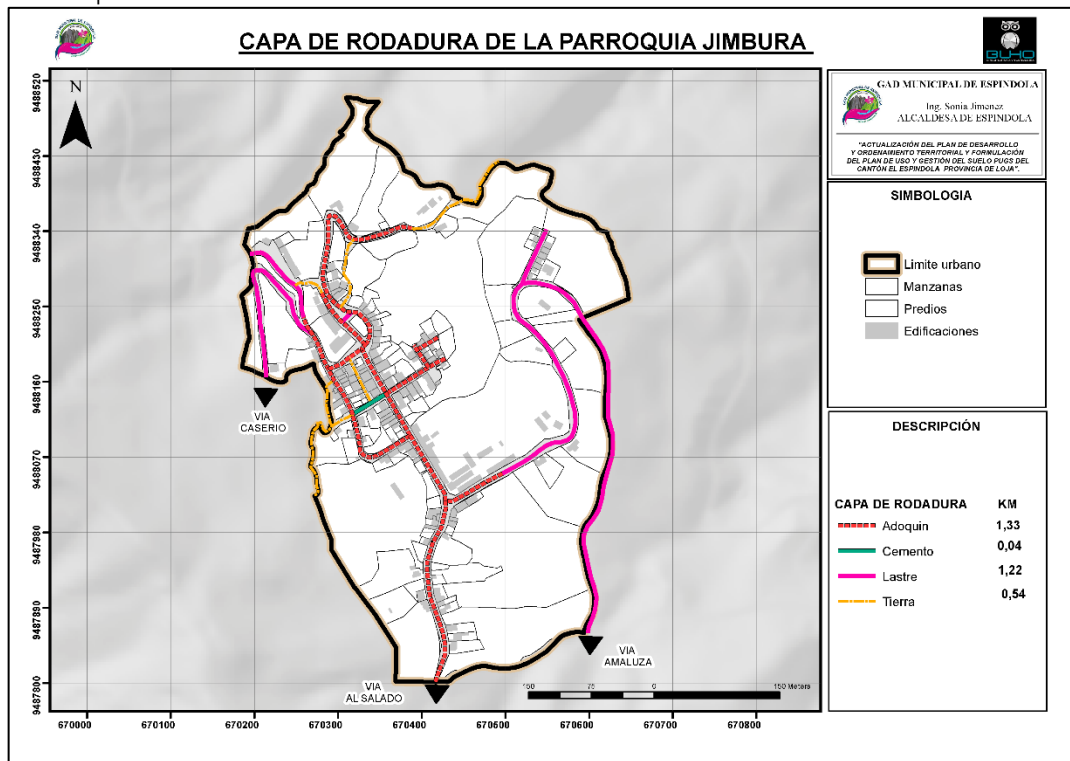 CAPA DE RODADURA DE LA PARROQUIA JIMBURA
BUHO
GAD MUNICIPAL DE ESPINDOLA
Ing. Sonia Jimenez
ALCALDESA DE ESPINDOLA
"ACTUALIZACIÓN DEL PLAN DE DESARROLLO
Y ORDENAMIENTO TERRITORIAL Y FORMULACIÓN
DEL PLAN DE USO Y GESTIÓN DEL SUELO PUGS DEL
CANTÓN EL ESPINDOLA PROVINCIA DE LOJA".
SIMBOLOGIA
Limite urbano
Manzanas
Predios
Edificaciones
DESCRIPCIÓN
CAPA DE RODADURA KM
Adoquin 1,33
Cemento 0,04
Lastre 1,22
Tierra 0,54
N
9488520
9488430
9488340
9488250
9488160
9488070
9487980
9487890
9487800
VIA
CASERIO
VIA
AMALUZA
VIA
AL SALADO
150 75 0 150 Meters
670000 670100 670200 670300 670400 670500 670600 670700 670800